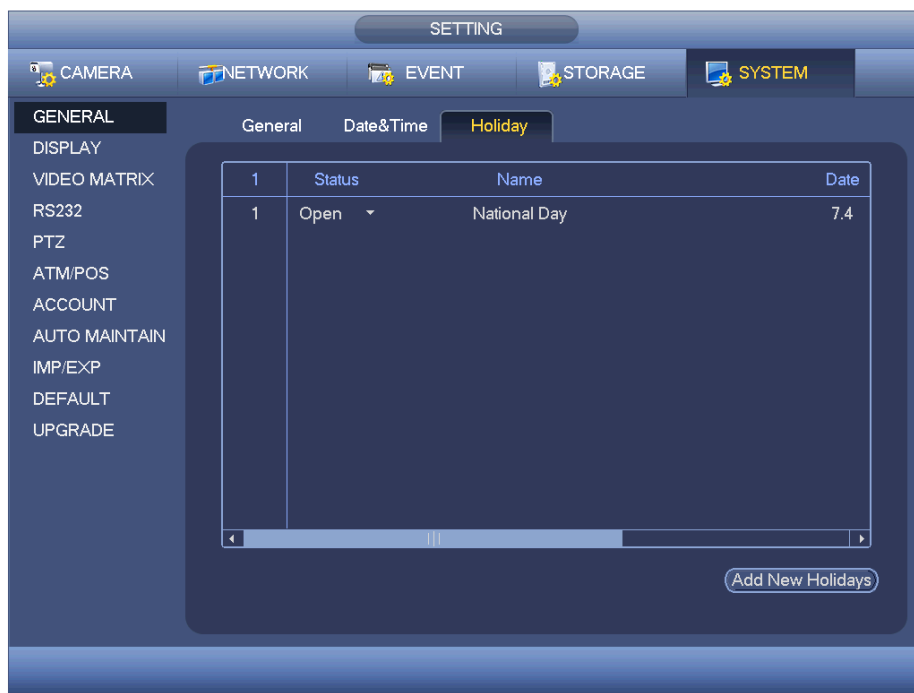 SETTING
CAMERA NETWORK EVENT STORAGE SYSTEM
GENERAL
DISPLAY
VIDEO MATRIX
RS232
PTZ
ATM/POS
ACCOUNT
AUTO MAINTAIN
IMP/EXP
DEFAULT
UPGRADE
General Date&Time Holiday
1 Status Name Date
1 Open National Day 7.4
Add New Holidays